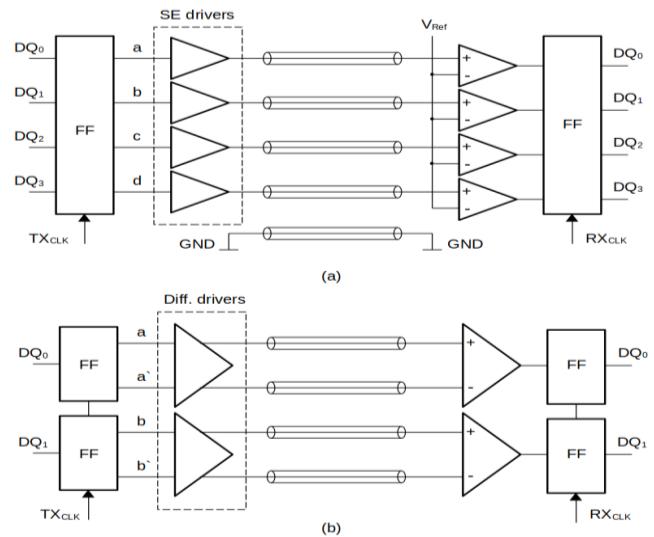 SE drivers
VRef
DQ0 a + DQ0
-
DQ1 b + DQ1
-
FF FF
DQ2 c + DQ2
-
DQ3 d + DQ3
-
TXCLK GND GND RXCLK
(a)
Diff. drivers
a
+
DQ0 FF FF DQ0
a` -
b +
DQ1 FF FF DQ1
b` -
TXCLK RXCLK
(b)